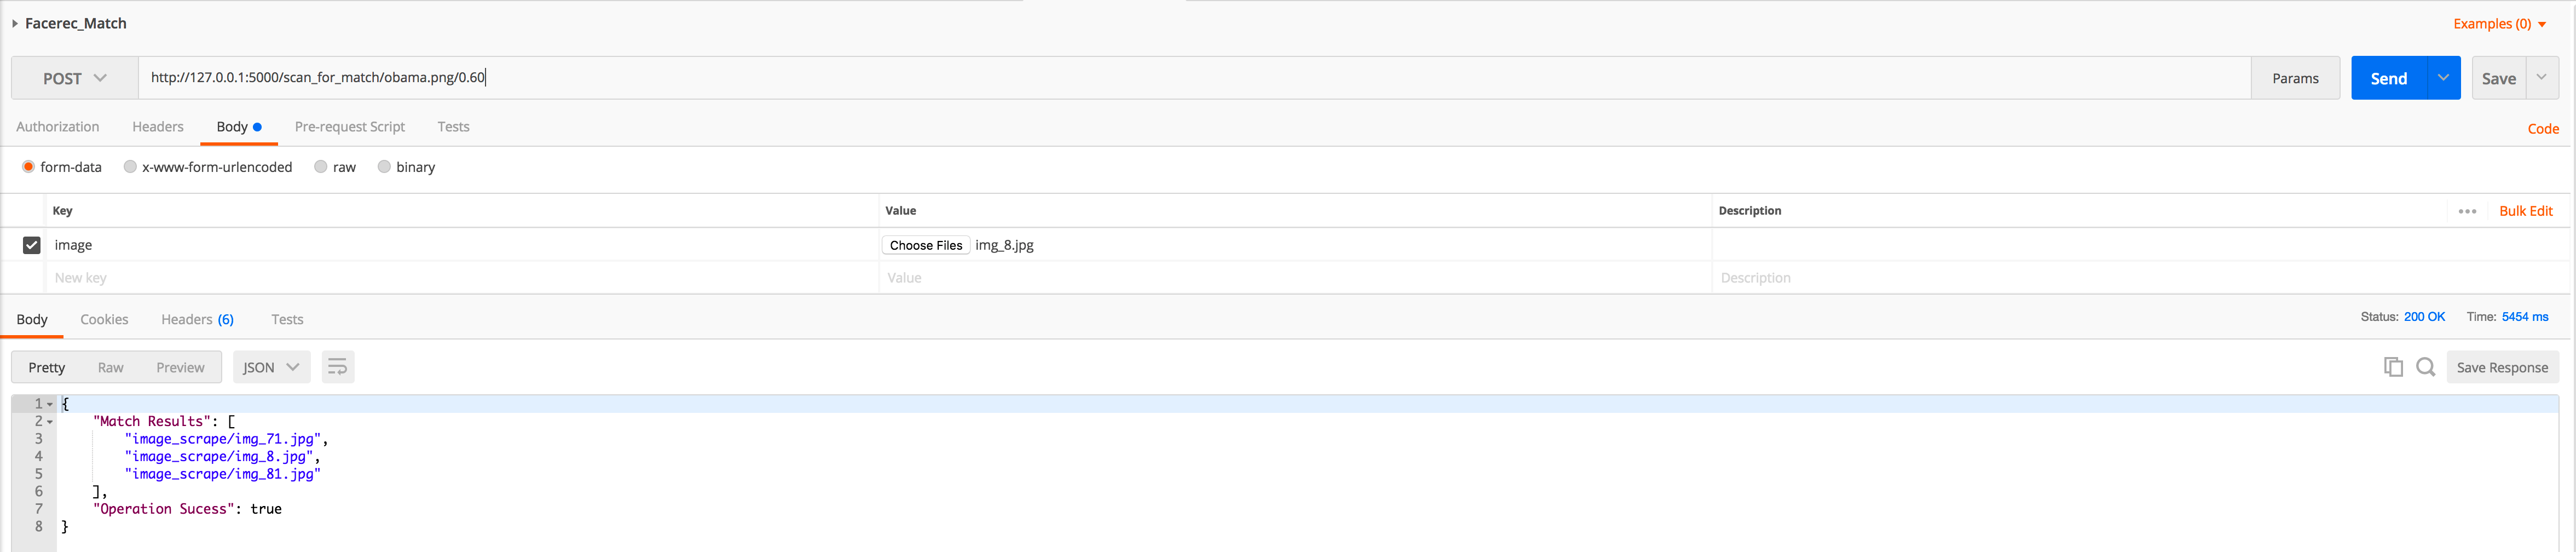 Facerec_Match Examples (0)
POST http://127.0.0.1:5000/scan_for_match/obama.png/0.60 Params Send Save
Authorization Headers Body Pre-request Script Tests Code
form-data x-www-form-urlencoded raw binary
Key Value Description Bulk Edit
image Choose Files img_8.jpg
New key Value Description
Body Cookies Headers (6) Tests Status: 200 OK Time: 5454 ms
Pretty Raw Preview JSON Save Response
1 {
2 "Match Results": [
3 "image_scrape/img_71.jpg",
4 "image_scrape/img_8.jpg",
5 "image_scrape/img_81.jpg"
6 ],
7 "Operation Sucess": true
8 }